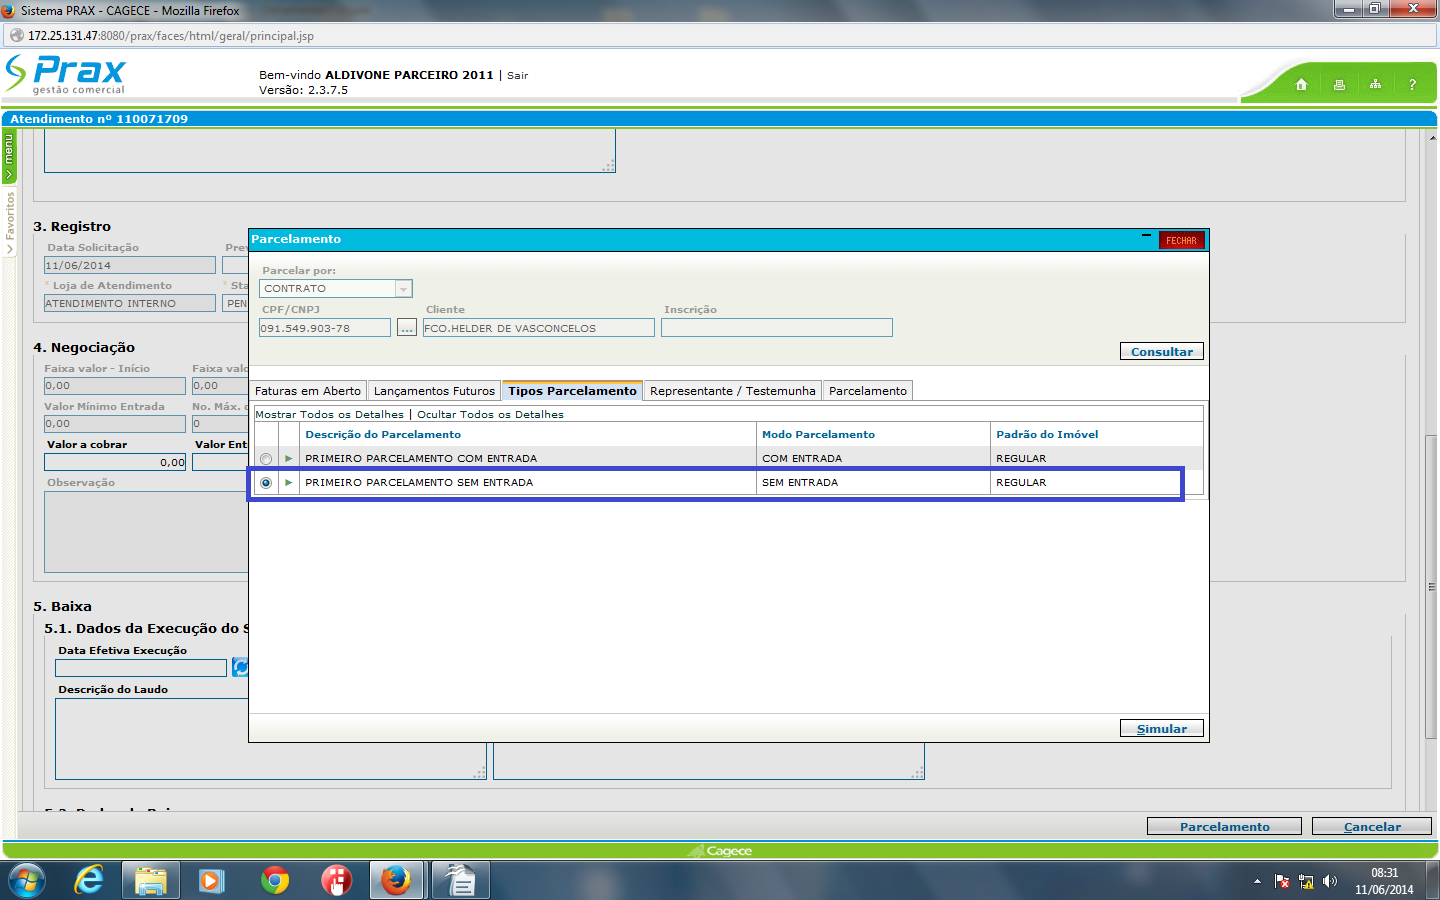 Sistema PRAX - CAGECE - Mozilla Firefox
172.25.131.47:8080/prax/faces/html/geral/principal.jsp
Prax
gestão comercial
Bem-vindo ALDIVONE PARCEIRO 2011 | Sair
Versão: 2.3.7.5
?
Atendimento nº 110071709
menu
Favoritos
3. Registro
Data Solicitação
11/06/2014
* Loja de Atendimento * Sta
ATENDIMENTO INTERNO PEN
4. Negociação
Faixa valor - Início Faixa valo
0,00 0,00
Valor Mínimo Entrada No. Máx.
0,00 0
Valor a cobrar Valor Ent
0,00
Observação
5. Baixa
5.1. Dados da Execução do S
Data Efetiva Execução
Descrição do Laudo
Parcelamento
FECHAR
Parcelar por:
CONTRATO
CPF/CNPJ Cliente Inscrição
091.549.903-78 ... FCO.HELDER DE VASCONCELOS
Consultar
Faturas em Aberto Lançamentos Futuros Tipos Parcelamento Representante / Testemunha Parcelamento
Mostrar Todos os Detalhes | Ocultar Todos os Detalhes
Descrição do Parcelamento Modo Parcelamento Padrão do Imóvel
PRIMEIRO PARCELAMENTO COM ENTRADA COM ENTRADA REGULAR
PRIMEIRO PARCELAMENTO SEM ENTRADA SEM ENTRADA REGULAR
Simular
Parcelamento Cancelar
Cagece
08:31
11/06/2014